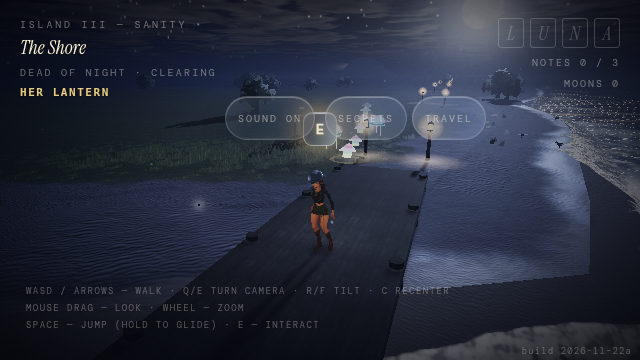 ISLAND III — SANITY
The Shore
DEAD OF NIGHT · CLEARING
HER LANTERN
L U N A
NOTES 0 / 3
MOONS 0
SOUND ON
E
SECRETS
TRAVEL
WASD / ARROWS — WALK · Q/E TURN CAMERA · R/F TILT · C RECENTER
MOUSE DRAG — LOOK · WHEEL — ZOOM
SPACE — JUMP (HOLD TO GLIDE) · E — INTERACT
build 2026-11-22a